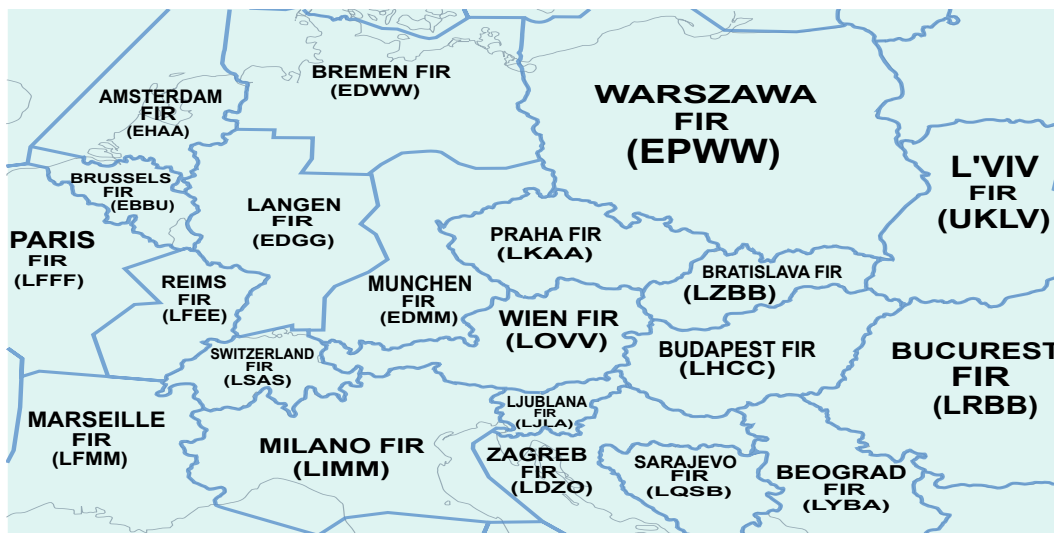 BREMEN FIR
(EDWW)
WARSZAWA
FIR
(EPWW)
AMSTERDAM
FIR
(EHAA)
BRUSSELS
FIR
(EBBU)
L'VIV
FIR
(UKLV)
LANGEN
FIR
(EDGG)
PARIS
FIR
(LFFF)
PRAHA FIR
(LKAA)
REIMS
FIR
(LFEE)
MUNCHEN
FIR
(EDMM)
BRATISLAVA FIR
(LZBB)
WIEN FIR
(LOVV)
SWITZERLAND
FIR
(LSAS)
BUDAPEST FIR
(LHCC)
BUCUREST
FIR
(LRBB)
LJUBLANA
FIR
(LJLA)
MARSEILLE
FIR
(LFMM)
MILANO FIR
(LIMM)
ZAGREB
FIR
(LDZO)
SARAJEVO
FIR
(LQSB)
BEOGRAD
FIR
(LYBA)